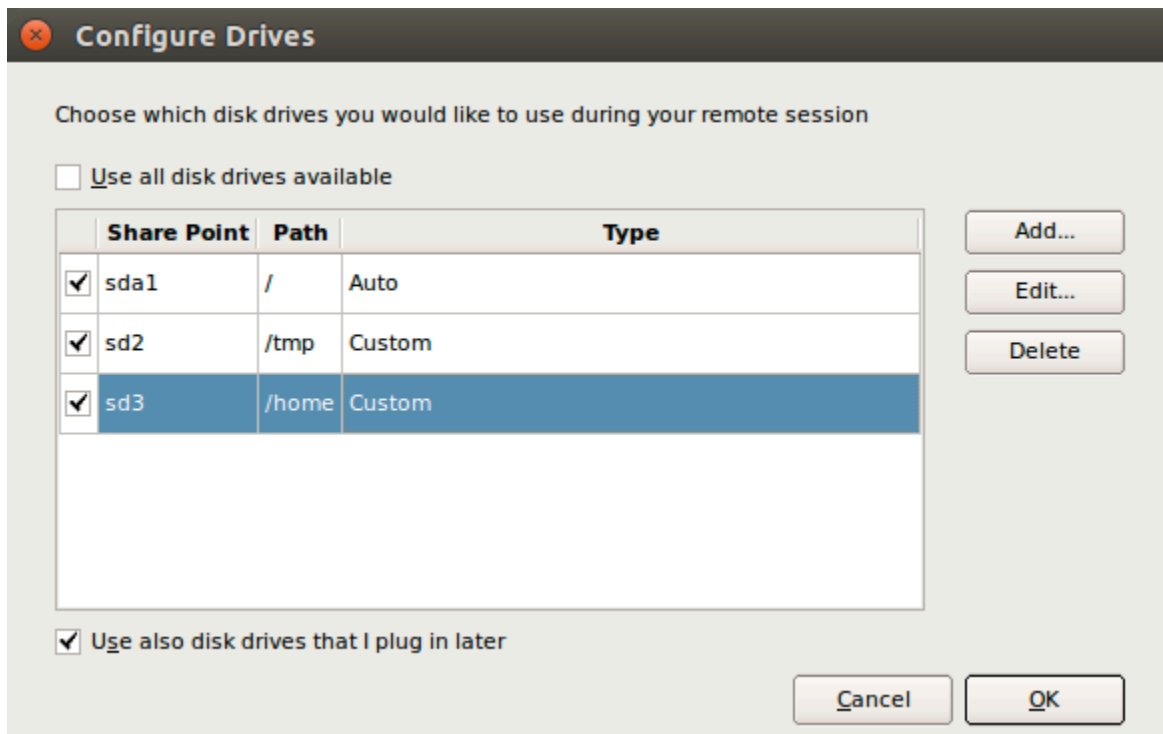 Configure Drives
Choose which disk drives you would like to use during your remote session
Use all disk drives available
Share Point Path Type
sda1 / Auto
sd2 /tmp Custom
sd3 /home Custom
Add...
Edit...
Delete
Use also disk drives that I plug in later
Cancel OK